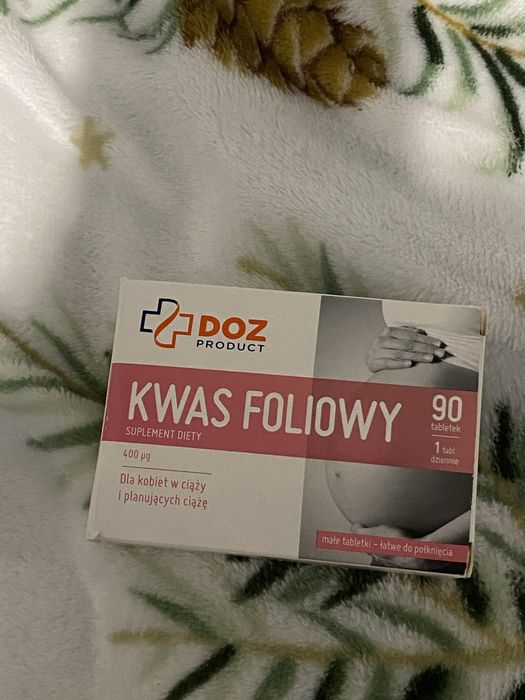 DOZ
PRODUCT
KWAS FOLIOWY
SUPLEMENT DIETY
90
tabletek
1 tabl.
dziennie
400 µg
Dla kobiet w ciąży
i planujących ciążę
małe tabletki – łatwe do połknięcia